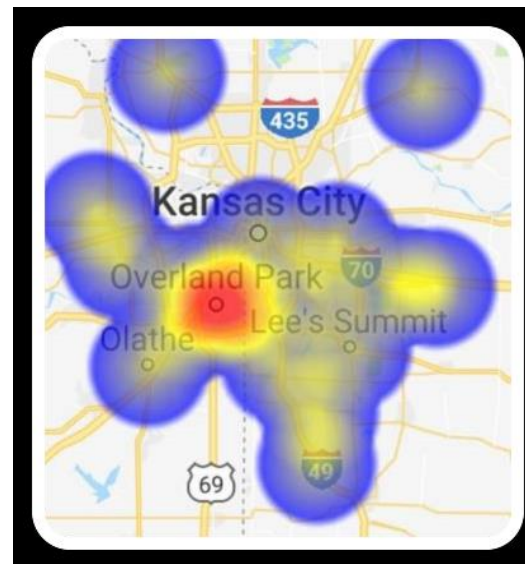 435
Kansas City
70
Overland Park
Lee's Summit
Olathe
49
69